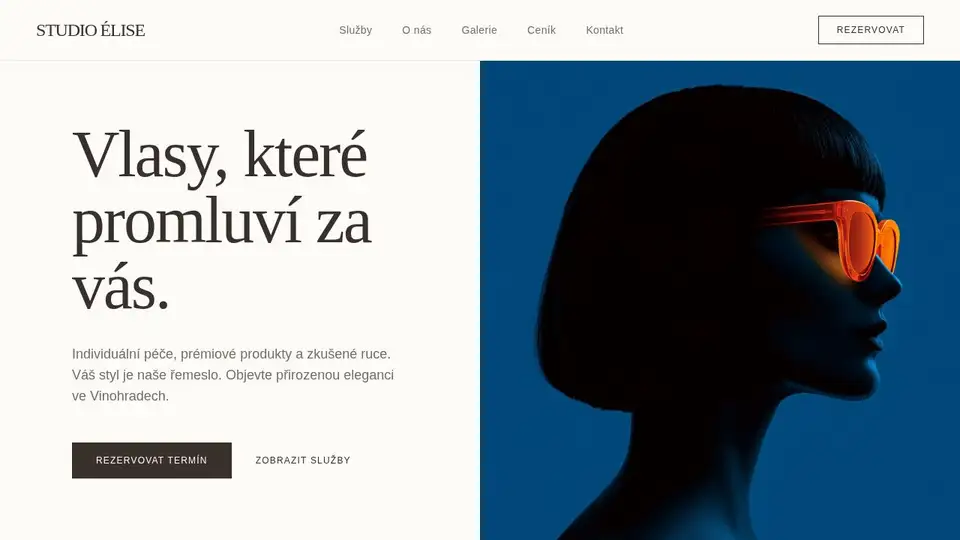 STUDIO ÉLISE
Služby
O nás
Galerie
Ceník
Kontakt
REZERVOVAT
Vlasy, které
promluví za
vás.
Individuální péče, prémiové produkty a zkušené ruce.
Váš styl je naše řemeslo. Objevte přirozenou eleganci
ve Vinohradech.
REZERVOVAT TERMÍN
ZOBRAZIT SLUŽBY